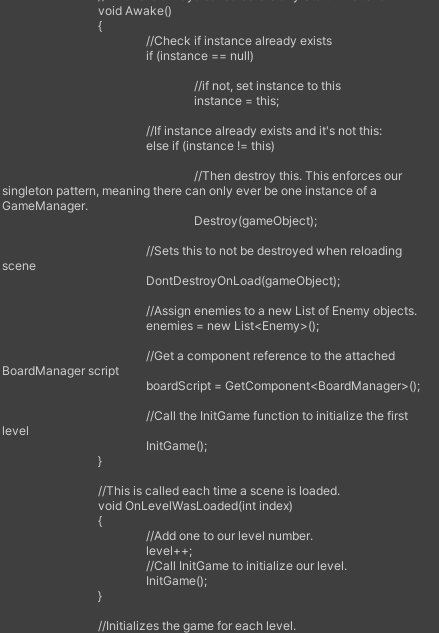 void Awake()
{
//Check if instance already exists
if (instance == null)
//if not, set instance to this
instance = this;
//If instance already exists and it's not this:
else if (instance != this)
//Then destroy this. This enforces our
singleton pattern, meaning there can only ever be one instance of a
GameManager.
Destroy(gameObject);
//Sets this to not be destroyed when reloading
scene
DontDestroyOnLoad(gameObject);
//Assign enemies to a new List of Enemy objects.
enemies = new List<Enemy>();
//Get a component reference to the attached
BoardManager script
boardScript = GetComponent<BoardManager>();
//Call the InitGame function to initialize the first
level
InitGame();
}
//This is called each time a scene is loaded.
void OnLevelWasLoaded(int index)
{
//Add one to our level number.
level++;
//Call InitGame to initialize our level.
InitGame();
}
//Initializes the game for each level.